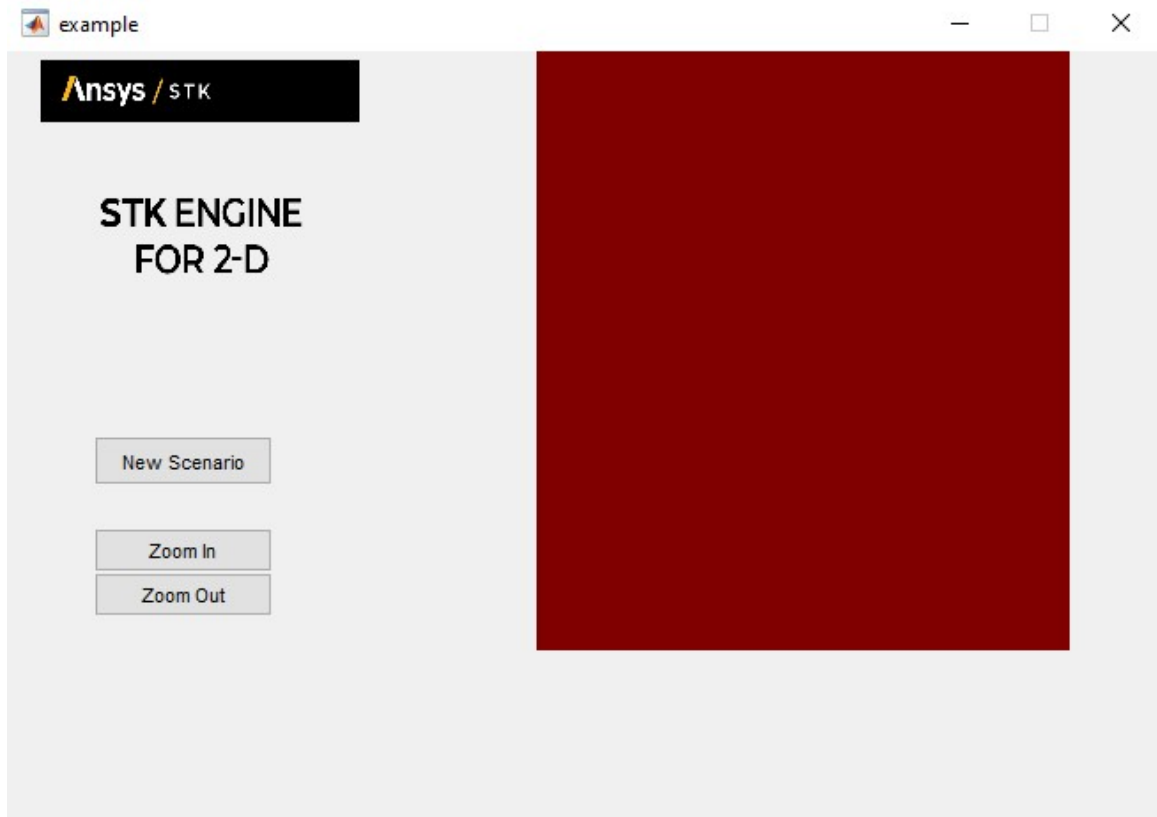 example
Ansys / STK
STK ENGINE
FOR 2-D
New Scenario
Zoom In
Zoom Out